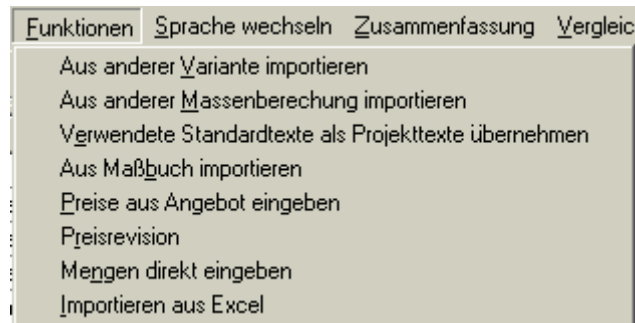 Funktionen Sprache wechseln Zusammenfassung Vergleic
Aus anderer Variante importieren
Aus anderer Massenberechung importieren
Verwendete Standardtexte als Projekttexte übernehmen
Aus Maßbuch importieren
Preise aus Angebot eingeben
Preisrevision
Mengen direkt eingeben
Importieren aus Excel